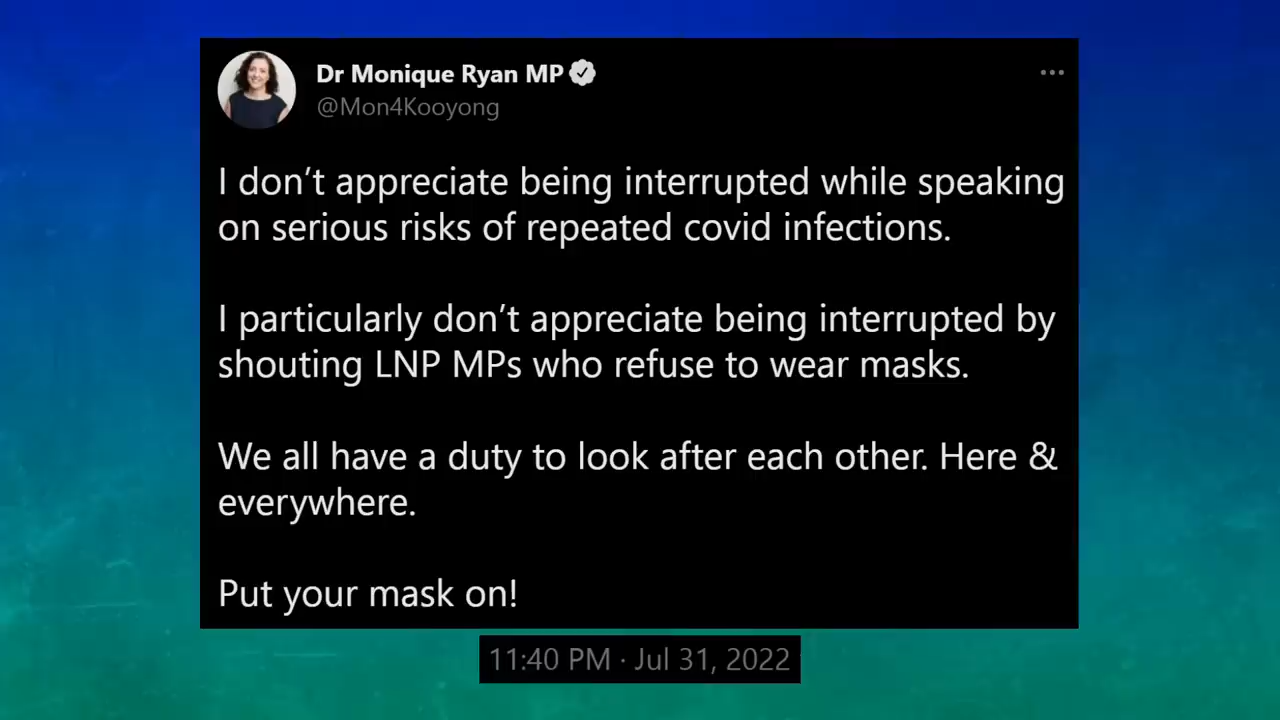 Dr Monique Ryan MP
@Mon4Kooyong
I don’t appreciate being interrupted while speaking
on serious risks of repeated covid infections.
I particularly don’t appreciate being interrupted by
shouting LNP MPs who refuse to wear masks.
We all have a duty to look after each other. Here &
everywhere.
Put your mask on!
11:40 PM · Jul 31, 2022